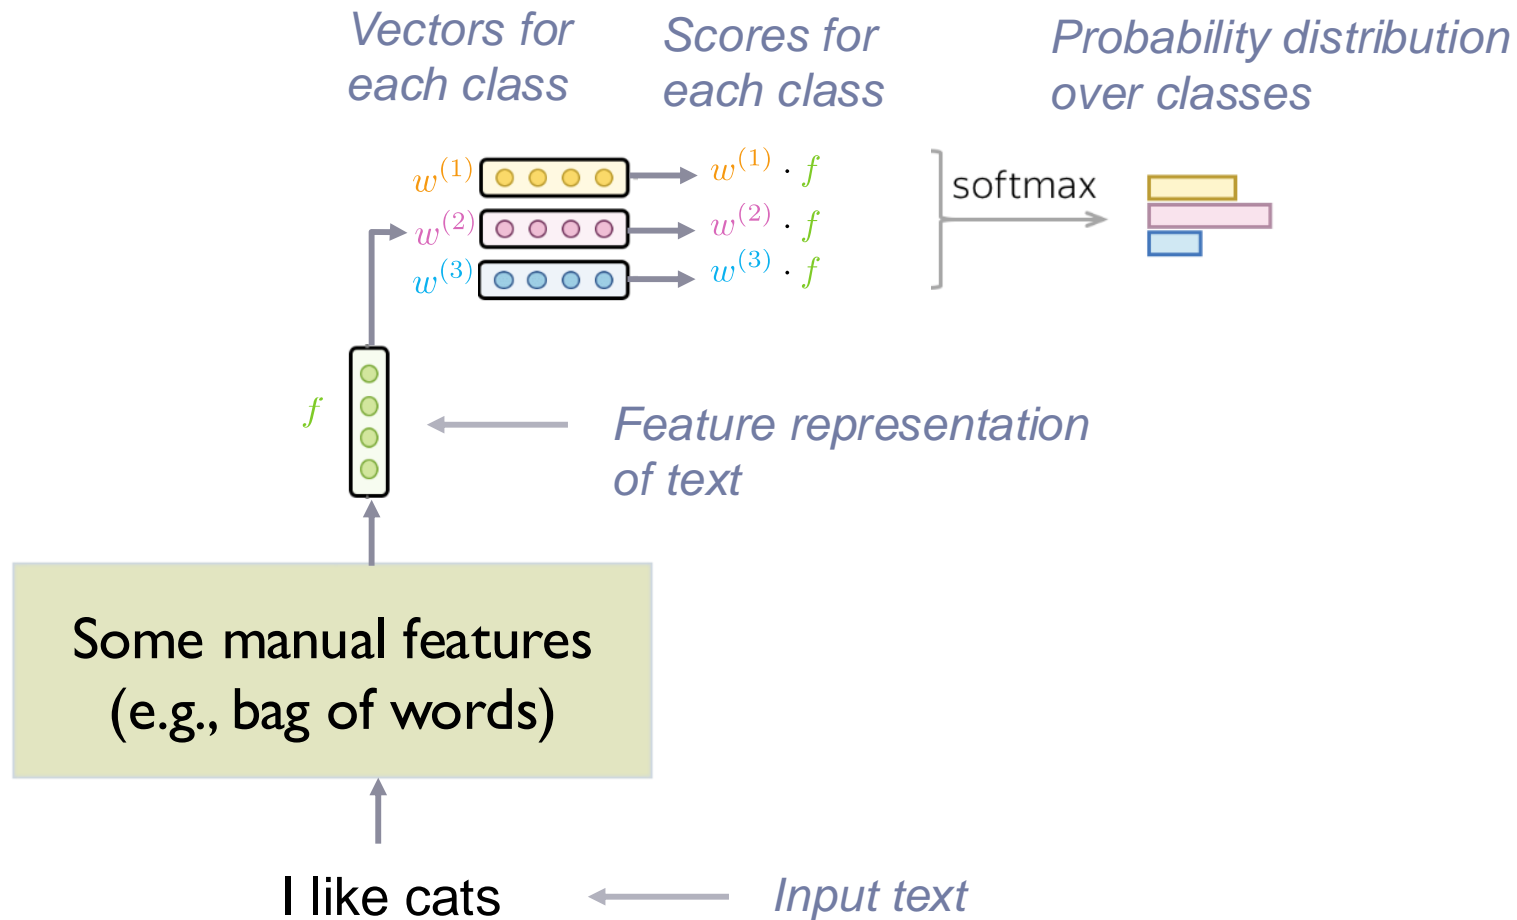 Vectors for
each class
Scores for
each class
Probability distribution
over classes
w^(1)
w^(1) · f
w^(2)
w^(2) · f
w^(3)
w^(3) · f
softmax
f
Feature representation
of text
Some manual features
(e.g., bag of words)
I like cats
Input text